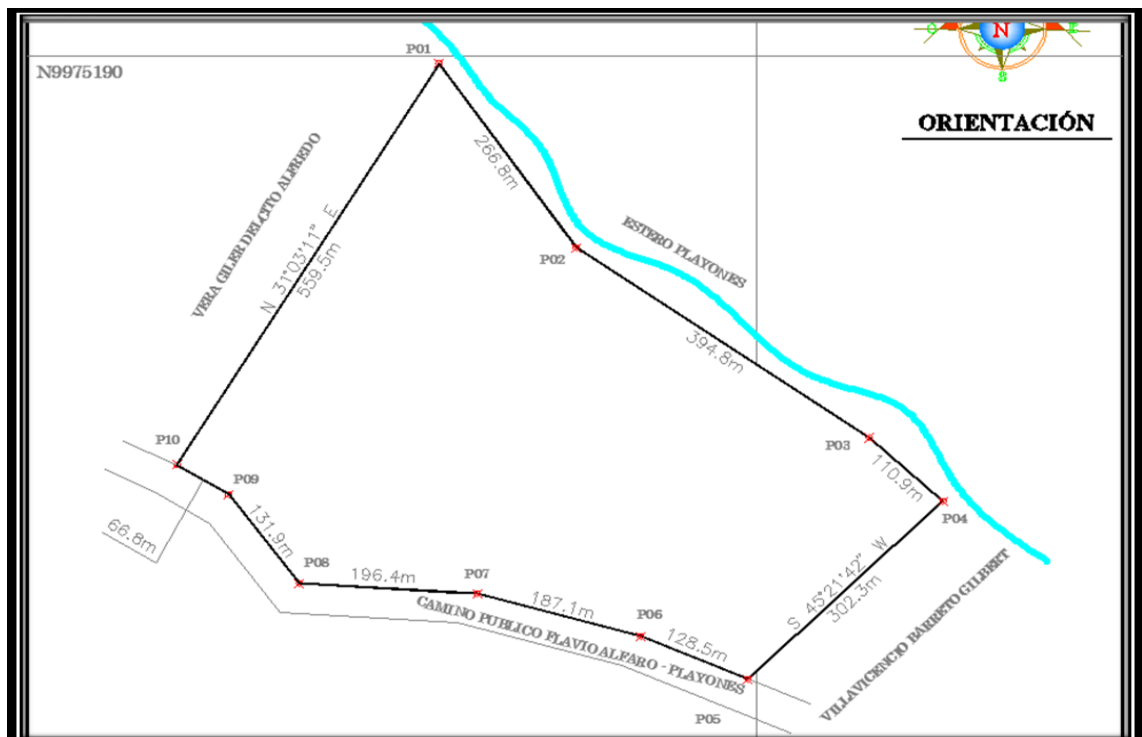 P01
N9975190
N
S
ORIENTACIÓN
VERA GILER DELCITO ALFREDO
266.8m
ESTERO PLAYONES
N 31°03'11" E
559.5m
P02
394.8m
P03
P10
110.9m
P09
P04
66.8m
131.9m
P08
196.4m
P07
S 45°21'42" W
302.3m
187.1m
P06
128.5m
CAMINO PUBLICO FLAVIO ALFARO - PLAYONES
VILLAVICENCIO BARRETO GILBERT
P05